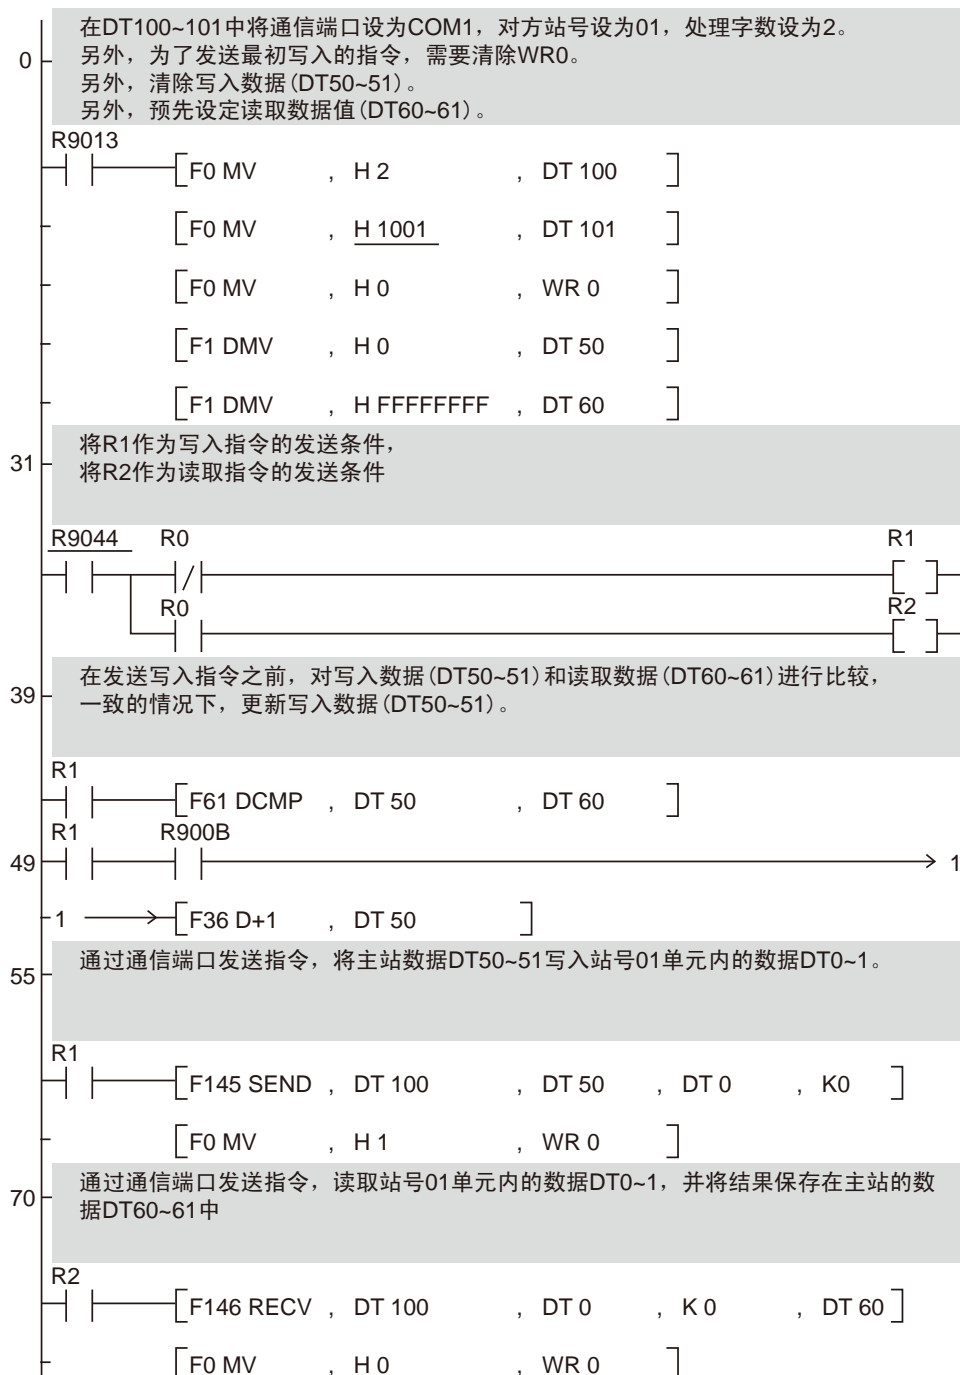 在DT100~101中将通信端口设为COM1，对方站号设为01，处理字数设为2。
0 另外，为了发送最初写入的指令，需要清除WR0。
另外，清除写入数据(DT50~51)。
另外，预先设定读取数据值(DT60~61)。
R9013
F0 MV , H 2 , DT 100
F0 MV , H 1001 , DT 101
F0 MV , H 0 , WR 0
F1 DMV , H 0 , DT 50
F1 DMV , H FFFFFFFF , DT 60
将R1作为写入指令的发送条件，
31 将R2作为读取指令的发送条件
R9044 R0 R1
R0 R2
在发送写入指令之前，对写入数据(DT50~51)和读取数据(DT60~61)进行比较，
39 一致的情况下，更新写入数据(DT50~51)。
R1
F61 DCMP , DT 50 , DT 60
R1 R900B
49 1
1 F36 D+1 , DT 50
通过通信端口发送指令，将主站数据DT50~51写入站号01单元内的数据DT0~1。
55
R1
F145 SEND , DT 100 , DT 50 , DT 0 , K0
F0 MV , H 1 , WR 0
通过通信端口发送指令，读取站号01单元内的数据DT0~1，并将结果保存在主站的数
70 据DT60~61中
R2
F146 RECV , DT 100 , DT 0 , K 0 , DT 60
F0 MV , H 0 , WR 0